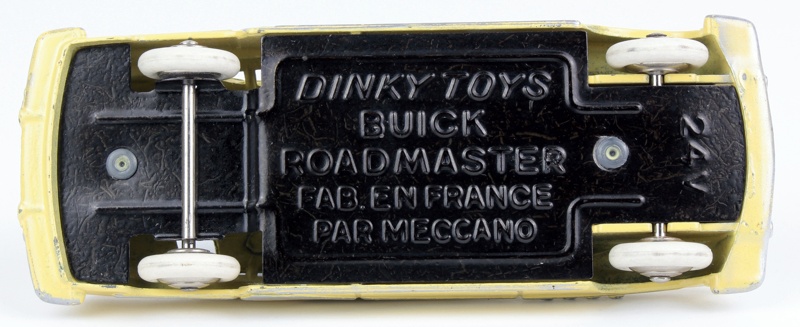 DINKY TOYS
BUICK
ROADMASTER
FAB. EN FRANCE
PAR MECCANO
24V